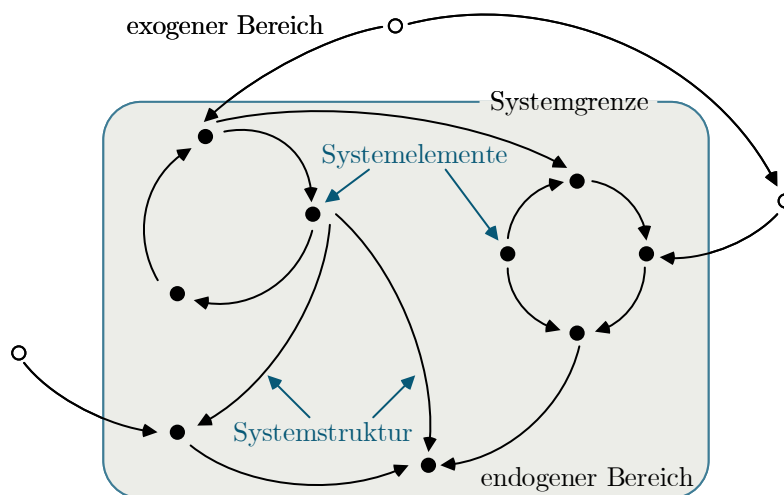 exogener Bereich
Systemgrenze
Systemelemente
Systemstruktur
endogener Bereich